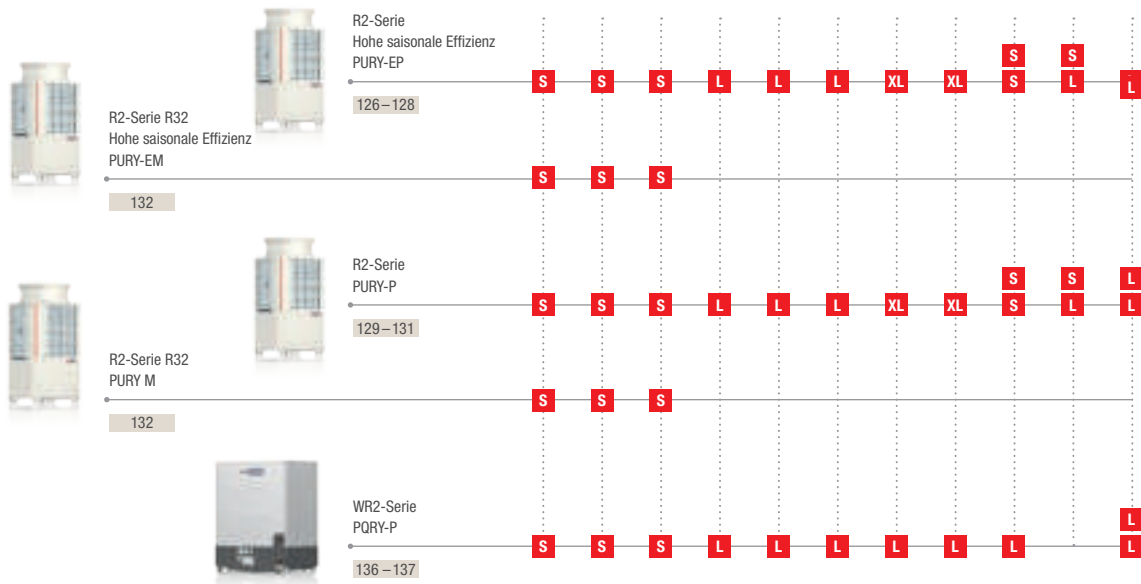 R2-Serie
Hohe saisonale Effizienz
PURY-EP
126–128
S S
S S S L L L XL XL S L L
L
R2-Serie R32
Hohe saisonale Effizienz
PURY-EM
132
S S S
R2-Serie
PURY-P
129–131
S S L
S S S L L L XL XL S L L
R2-Serie R32
PURY M
132
S S S
WR2-Serie
PQRY-P
136–137
L
S S S L L L L L L L